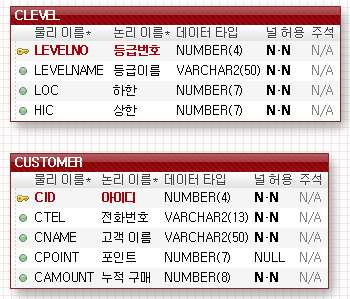 CLEVEL
물리 이름* 논리 이름* 데이터 타입 널 허용 주석
LEVELNO 등급번호 NUMBER(4) N-N N/A
LEVELNAME 등급이름 VARCHAR2(50) N-N N/A
LOC 하한 NUMBER(7) N-N N/A
HIC 상한 NUMBER(7) N-N N/A
CUSTOMER
물리 이름* 논리 이름* 데이터 타입 널 허용 주석
CID 아이디 NUMBER(4) N-N N/A
CTEL 전화번호 VARCHAR2(13) N-N N/A
CNAME 고객 이름 VARCHAR2(50) N-N N/A
CPOINT 포인트 NUMBER(7) NULL N/A
CAMOUNT 누적 구매 NUMBER(8) N-N N/A